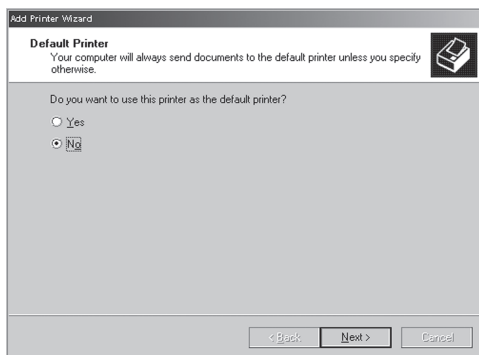 Add Printer Wizard
Default Printer
Your computer will always send documents to the default printer unless you specify
otherwise.
Do you want to use this printer as the default printer?
Yes
No
< Back
Next >
Cancel